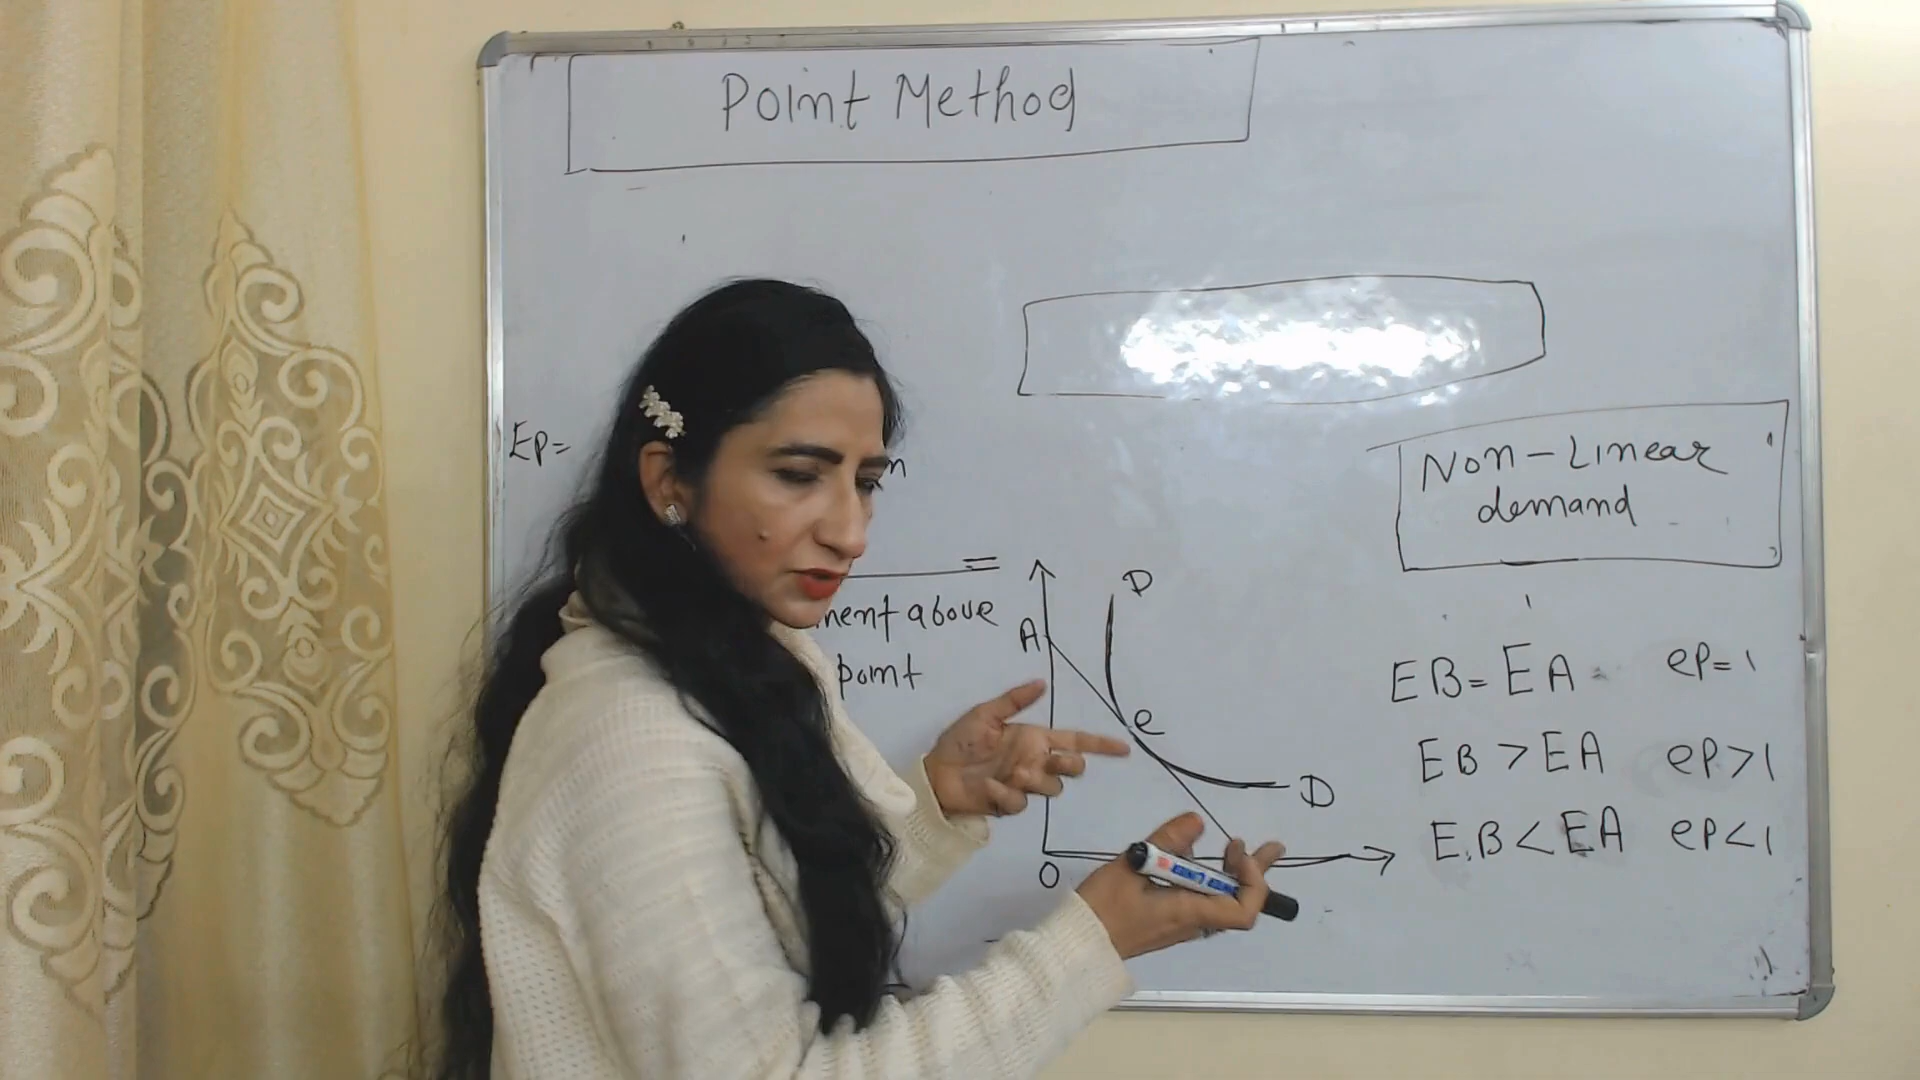 Point Method
Ep=
Non-Linear
demand
=
above
point
D
A
e
D
O
EB=EA ep=1
EB>EA ep>1
E.B<EA ep<1